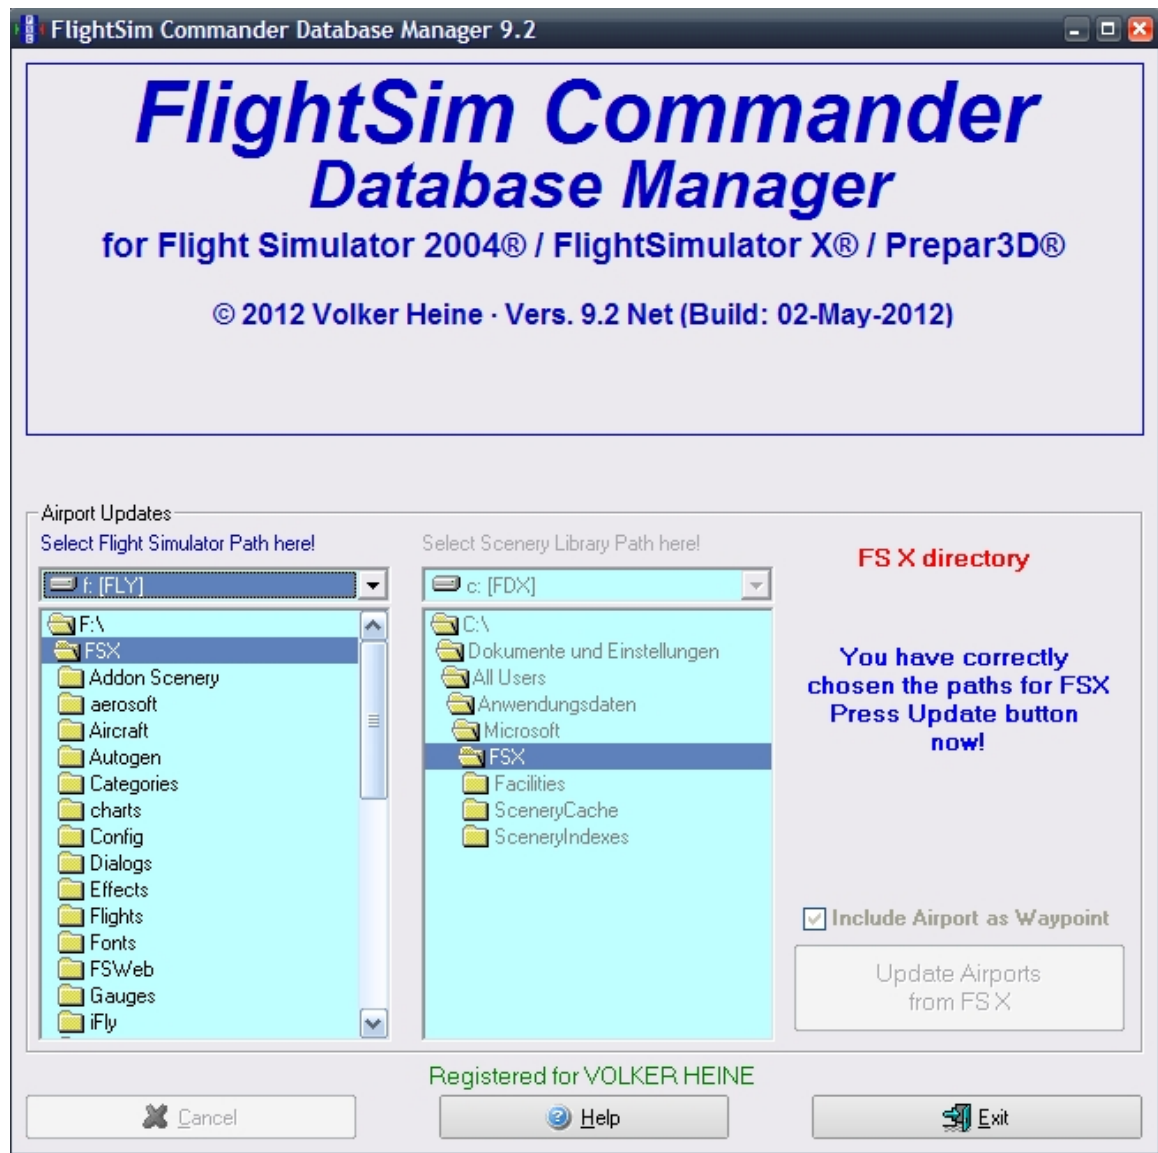 FlightSim Commander Database Manager 9.2
FlightSim Commander
Database Manager
for Flight Simulator 2004® / FlightSimulator X® / Prepar3D®
© 2012 Volker Heine · Vers. 9.2 Net (Build: 02-May-2012)
Airport Updates
Select Flight Simulator Path here!
f: [FLY]
F:\
FSX
Addon Scenery
aerosoft
Aircraft
Autogen
Categories
charts
Config
Dialogs
Effects
Flights
Fonts
FSWeb
Gauges
iFly
Select Scenery Library Path here!
c: [FDX]
C:\
Dokumente und Einstellungen
All Users
Anwendungsdaten
Microsoft
FSX
Facilities
SceneryCache
SceneryIndexes
FS X directory
You have correctly
chosen the paths for FSX
Press Update button
now!
Include Airport as Waypoint
Update Airports
from FS X
Registered for VOLKER HEINE
Cancel
Help
Exit